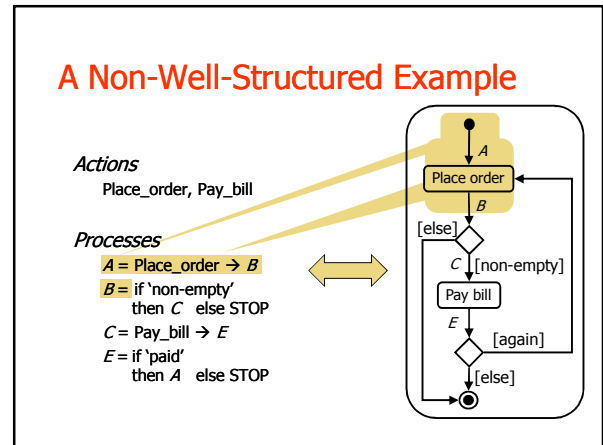 A Non-Well-Structured Example
Actions
Place_order, Pay_bill
Processes
A = Place_order → B
B = if ‘non-empty’
then C else STOP
C = Pay_bill → E
E = if ‘paid’
then A else STOP
A
Place order
B
[else]
C [non-empty]
Pay bill
E
[again]
[else]